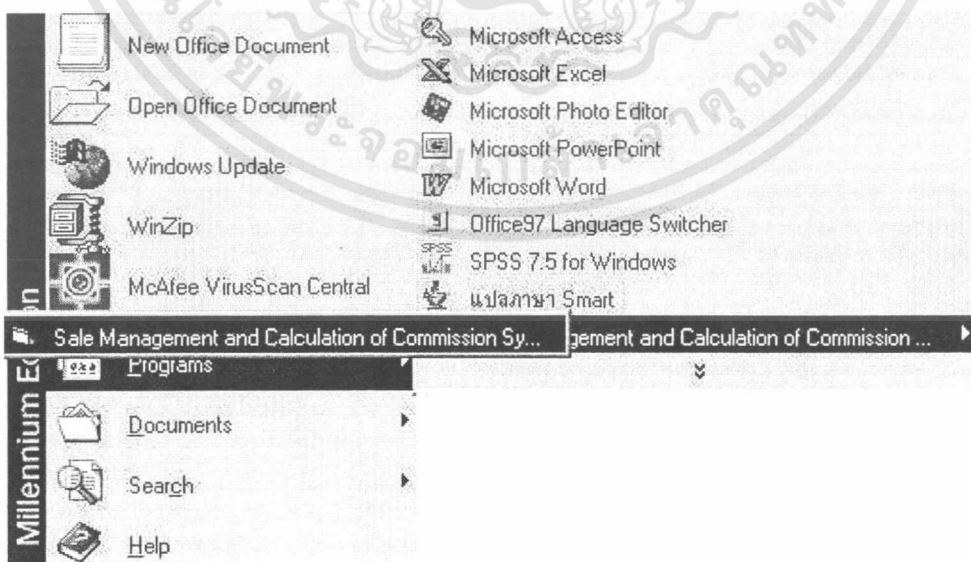 New Office Document
Open Office Document
Windows Update
WinZip
McAfee VirusScan Central
Sale Management and Calculation of Commission Sy...
Programs
Documents
Search
Help
Microsoft Access
Microsoft Excel
Microsoft Photo Editor
Microsoft PowerPoint
Microsoft Word
Office97 Language Switcher
SPSS
SPSS 7.5 for Windows
แปลภาษา Smart
gement and Calculation of Commission ...
Millennium Ed
on